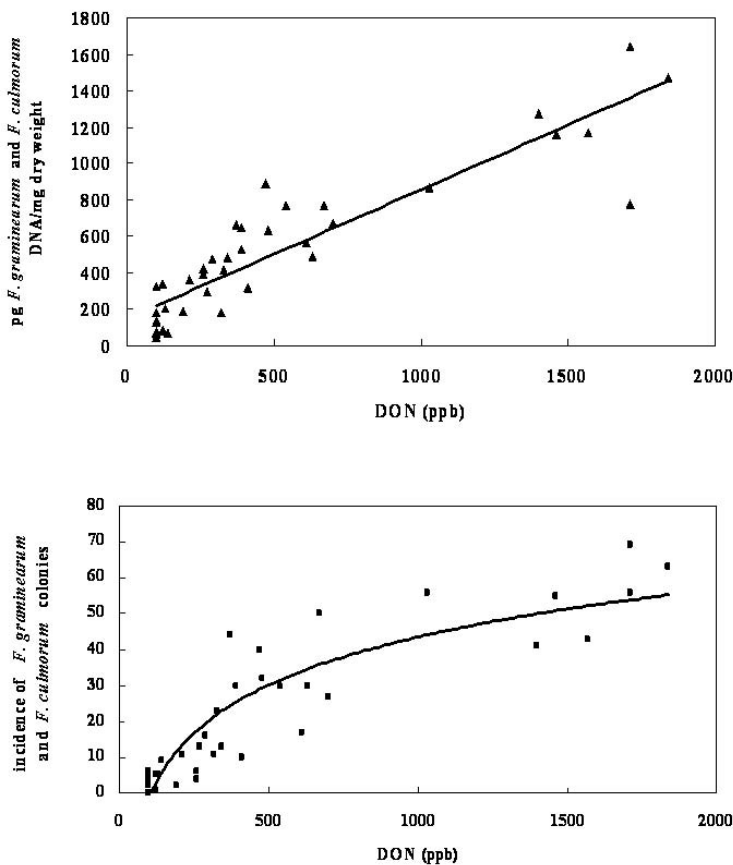 pg F. graminearum and F. culmorum
DNA/mg dry weight
1800
1600
1400
1200
1000
800
600
400
200
0
0 500 1000 1500 2000
DON (ppb)
incidence of F. graminearum
and F. culmorum colonies
80
70
60
50
40
30
20
10
0
0 500 1000 1500 2000
DON (ppb)